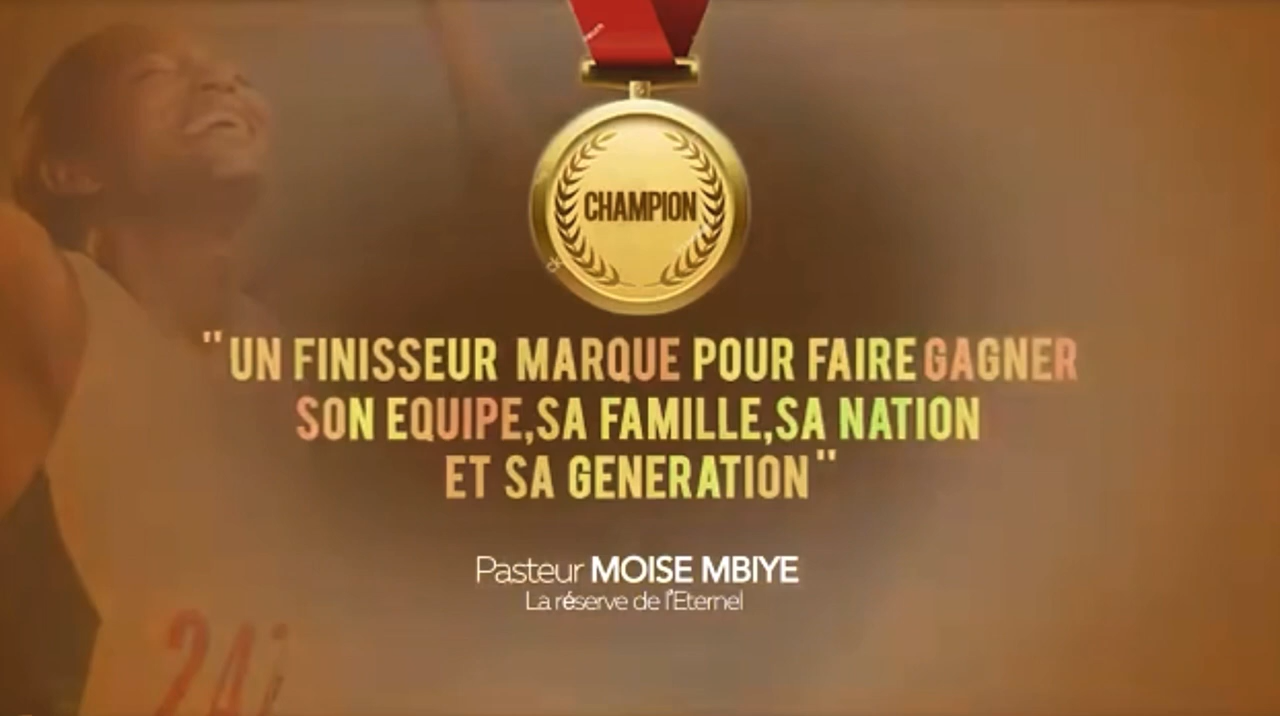 CHAMPION
"UN FINISSEUR MARQUE POUR FAIRE GAGNER
SON EQUIPE,SA FAMILLE,SA NATION
ET SA GENERATION"
Pasteur MOISE MBIYE
La réserve de l'Eternel